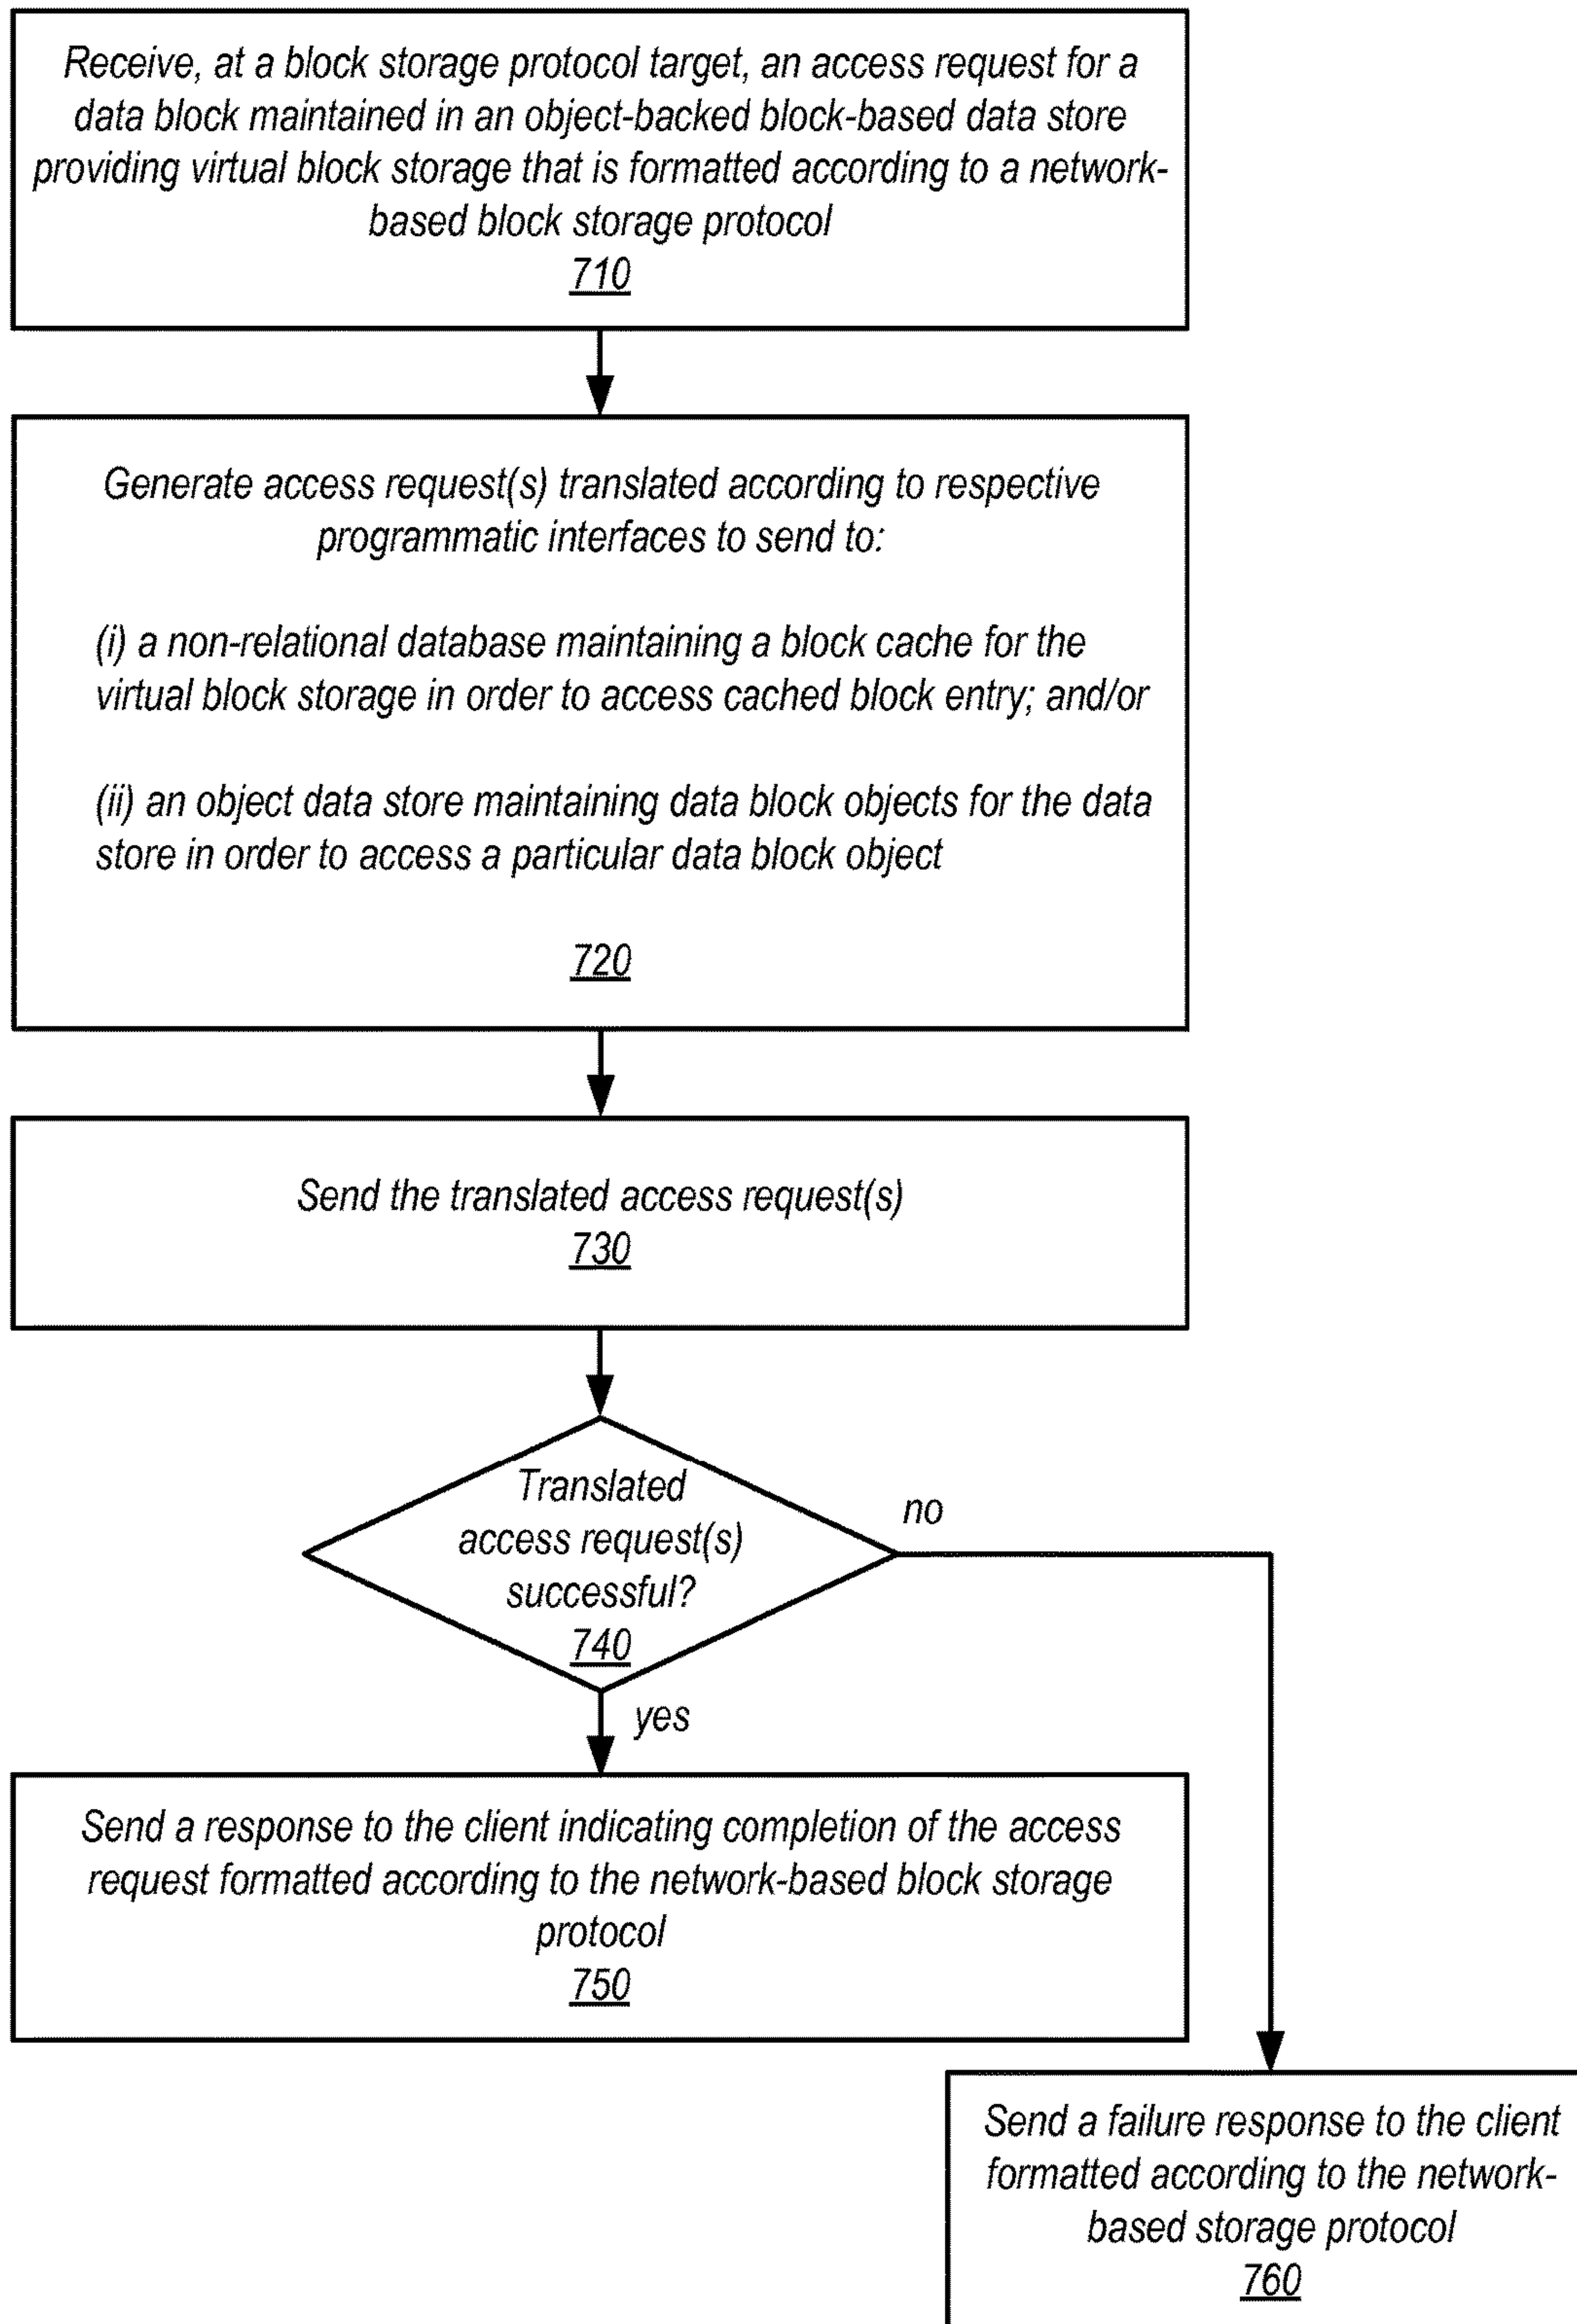 Receive, at a block storage protocol target, an access request for a
data block maintained in an object-backed block-based data store
providing virtual block storage that is formatted according to a network-
based block storage protocol
710
Generate access request(s) translated according to respective
programmatic interfaces to send to:
(i) a non-relational database maintaining a block cache for the
virtual block storage in order to access cached block entry; and/or
(ii) an object data store maintaining data block objects for the data
store in order to access a particular data block object
720
Send the translated access request(s)
730
Translated
access request(s)
successful?
740
no
yes
Send a response to the client indicating completion of the access
request formatted according to the network-based block storage
protocol
750
Send a failure response to the client
formatted according to the network-
based storage protocol
760